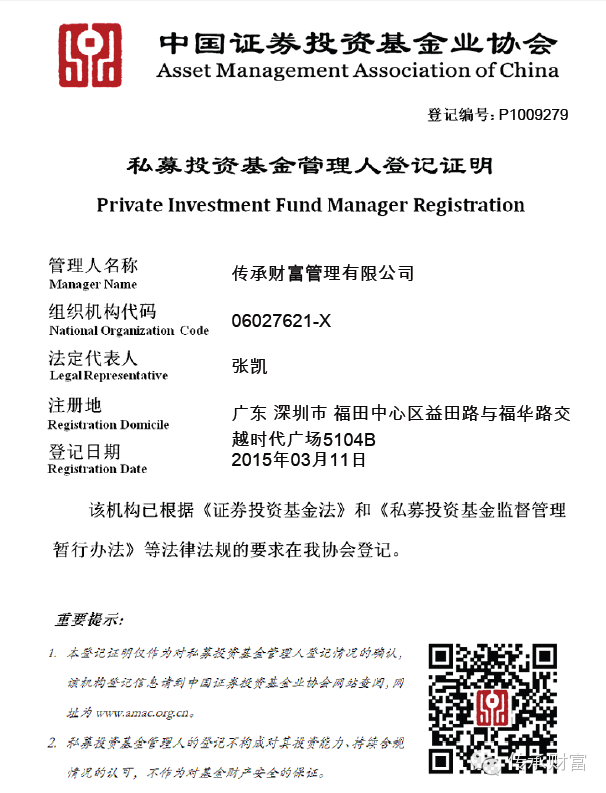 中国证券投资基金业协会
Asset Management Association of China
登记编号: P1009279
私募投资基金管理人登记证明
Private Investment Fund Manager Registration
管理人名称
Manager Name
传承财富管理有限公司
组织机构代码
National Organization Code
06027621-X
法定代表人
Legal Representative
张凯
注册地
Registration Domicile
广东 深圳市 福田中心区益田路与福华路交
越时代广场5104B
登记日期
Registration Date
2015年03月11日
该机构已根据《证券投资基金法》和《私募投资基金监督管理
暂行办法》等法律法规的要求在我协会登记。
重要提示:
1. 本登记证明仅作为对私募投资基金管理人登记情况的确认,
该机构登记信息请到中国证券投资基金业协会网站查阅,网
址为 www.amac.org.cn。
2. 私募投资基金管理人的登记不构成对其投资能力、持续合规
情况的认可,不作为对基金财产安全的保证。
传承财富